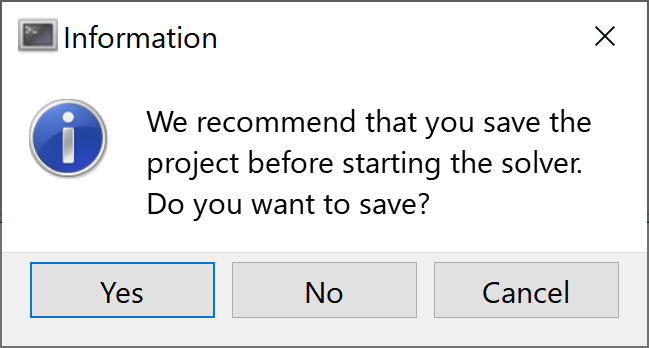 Information
We recommend that you save the
project before starting the solver.
Do you want to save?
Yes
No
Cancel